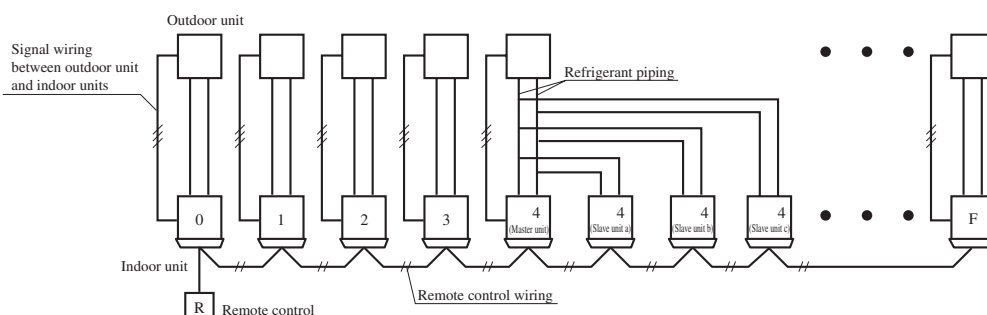 Outdoor unit
Signal wiring
between outdoor unit
and indoor units
Refrigerant piping
0
1
2
3
4
(Master unit)
4
(Slave unit a)
4
(Slave unit b)
4
(Slave unit c)
F
Indoor unit
Remote control wiring
R
Remote control